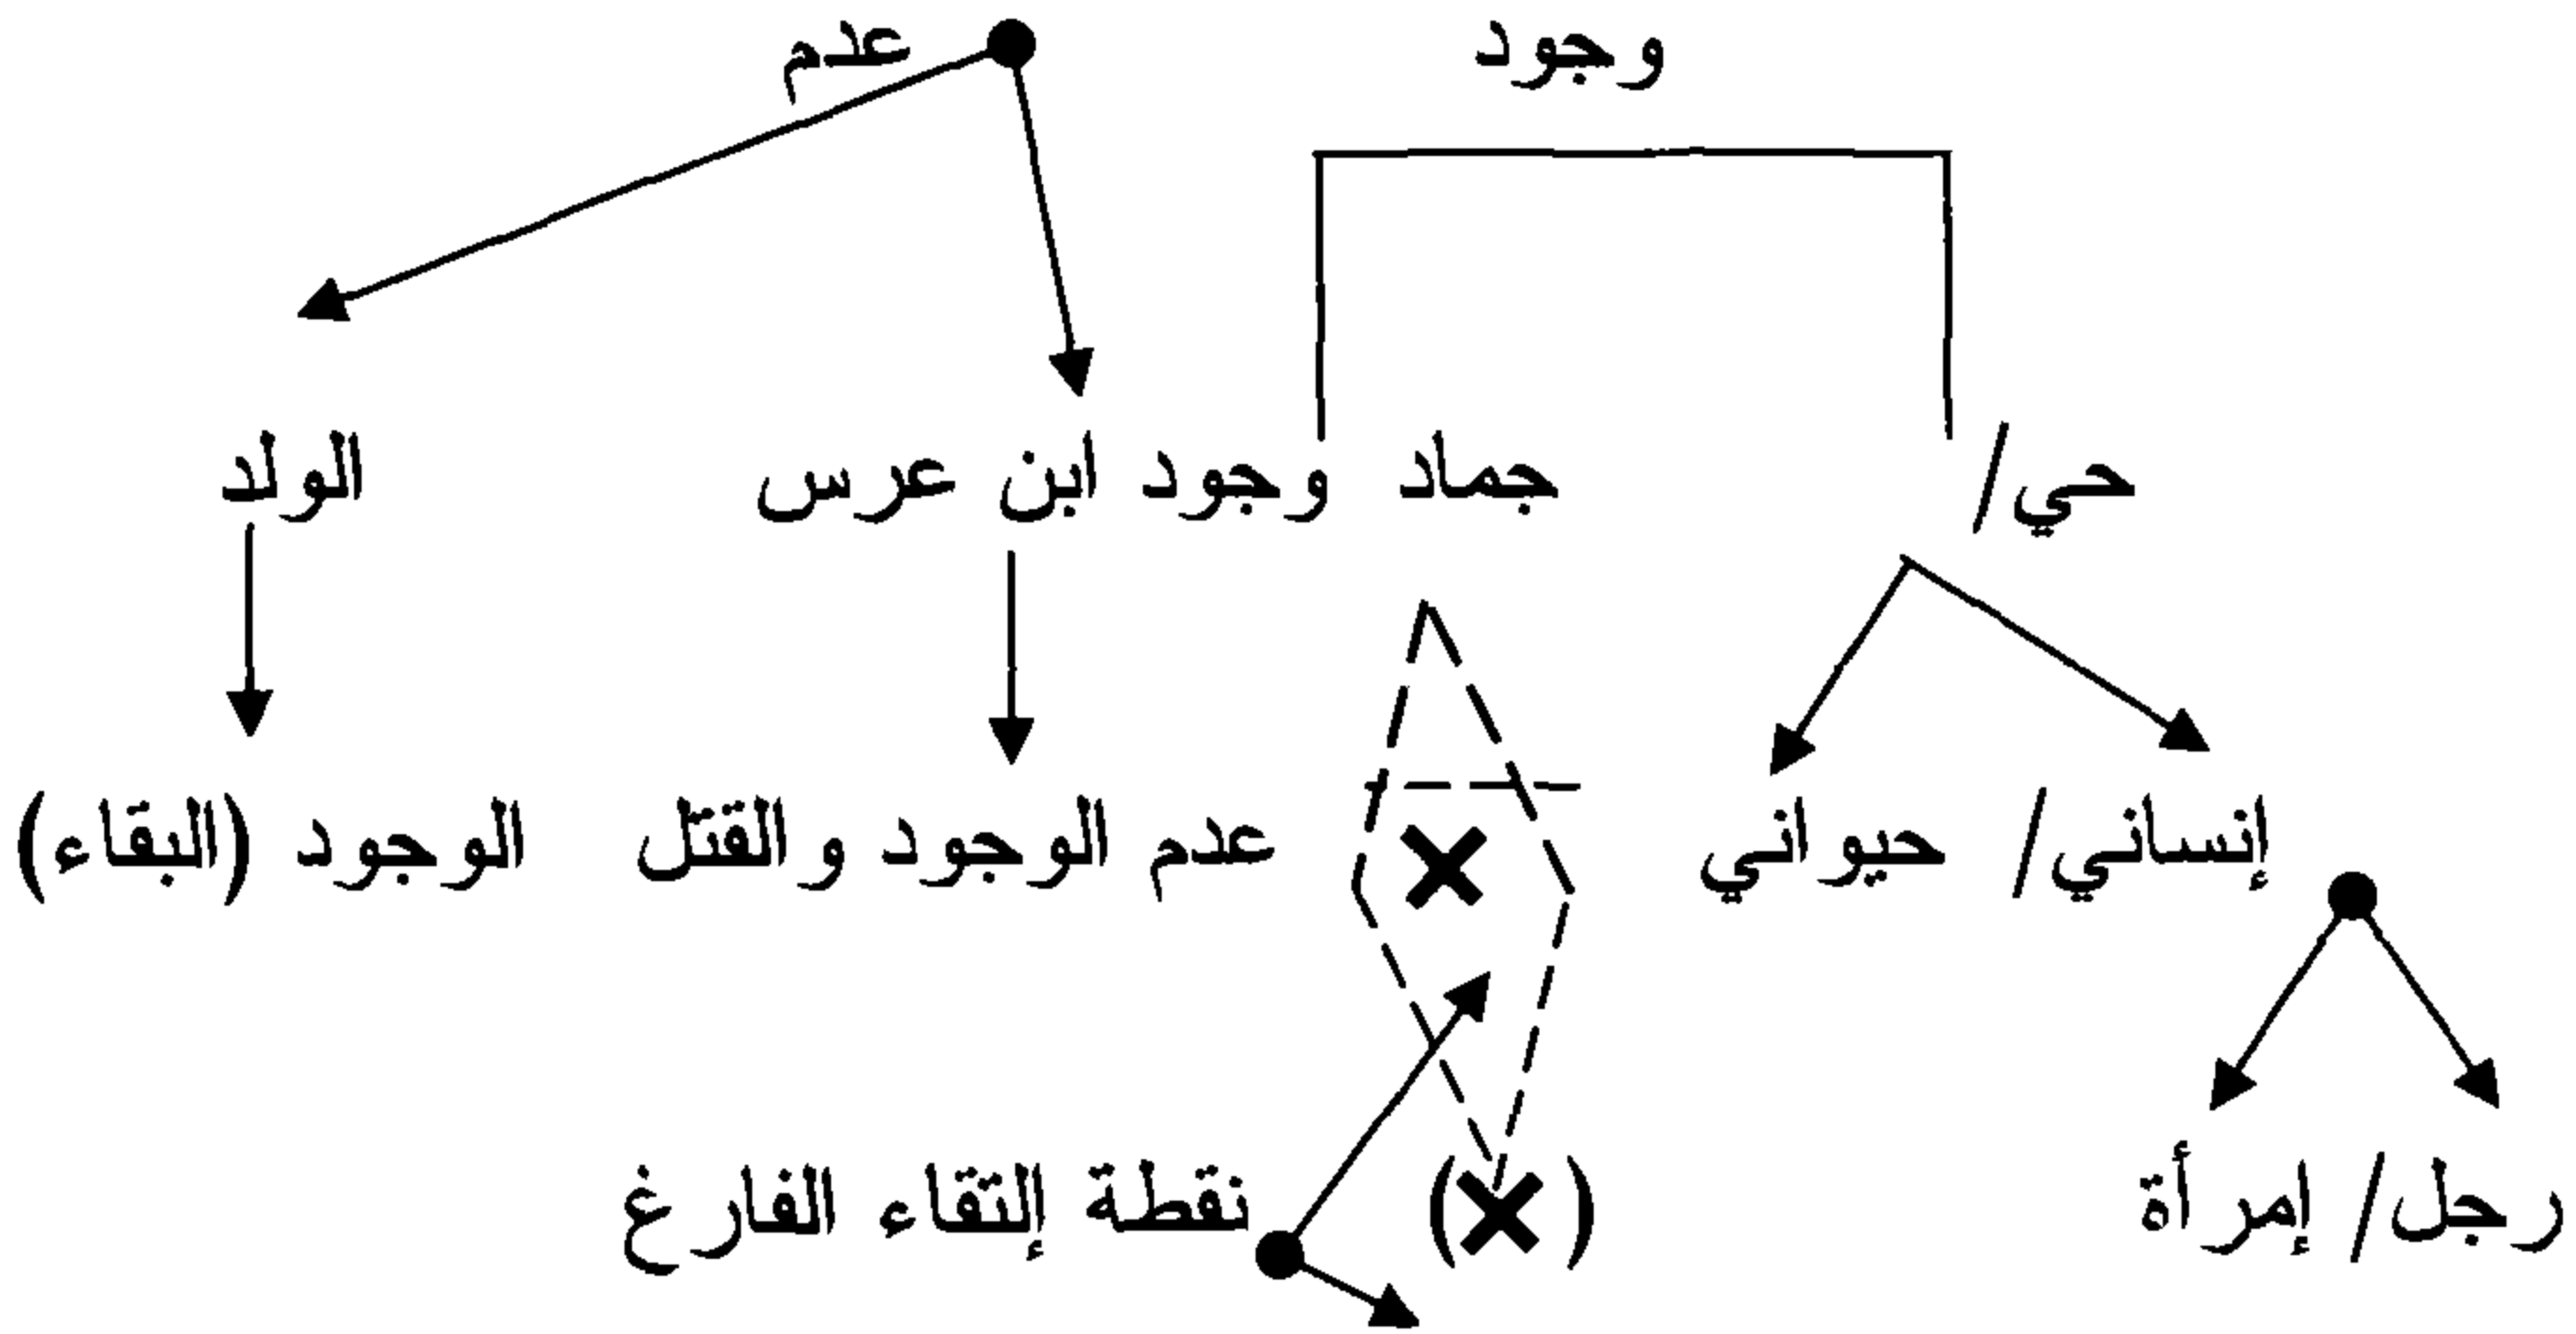 وجود عدم
حي/ جماد وجود ابن عرس الولد
إنساني/ حيواني × عدم الوجود والقتل الوجود (البقاء)
رجل/ إمرأة (×) نقطة إلتقاء الفارغ